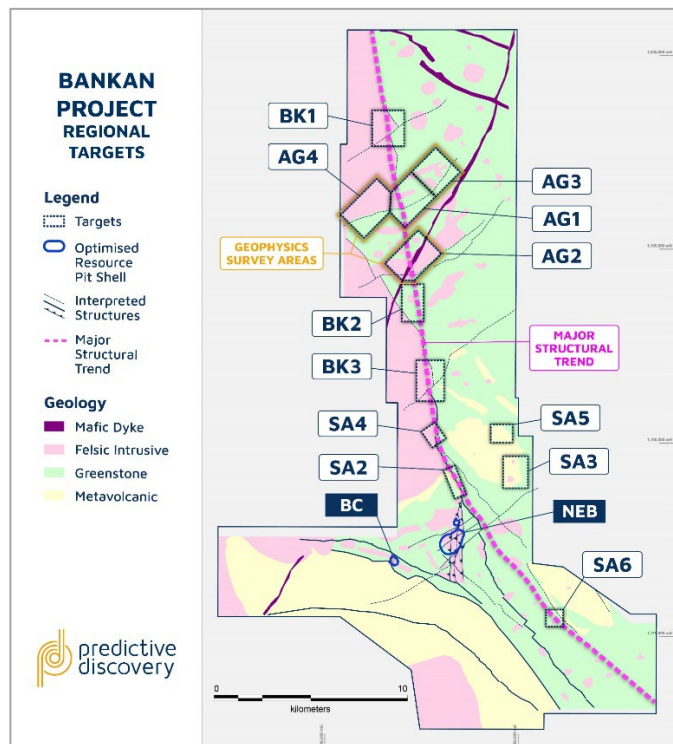 BANKAN
PROJECT
REGIONAL
TARGETS
Legend
Targets
Optimised
Resource
Pit Shell
Interpreted
Structures
Major
Structural
Trend
Geology
Mafic Dyke
Felsic Intrusive
Greenstone
Metavolcanic
predictive
discovery
BK1
AG4
AG3
AG1
GEOPHYSICS
SURVEY AREAS
AG2
BK2
MAJOR
STRUCTURAL
TREND
BK3
SA4
SA5
SA2
SA3
BC
NEB
SA6
0
10
kilometers